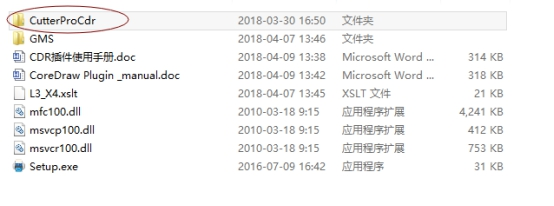 CutterProCdr 2018-03-30 16:50 文件夹
GMS 2018-04-07 13:46 文件夹
CDR插件使用手册.doc 2018-04-09 13:38 Microsoft Word ... 314 KB
CoreDraw Plugin _manual.doc 2018-04-09 13:42 Microsoft Word ... 318 KB
L3_X4.xslt 2018-04-07 13:45 XSLT 文件 21 KB
mfc100.dll 2010-03-18 9:15 应用程序扩展 4,241 KB
msvcp100.dll 2010-03-18 9:15 应用程序扩展 412 KB
msvcr100.dll 2010-03-18 9:15 应用程序扩展 753 KB
Setup.exe 2016-07-09 16:42 应用程序 31 KB